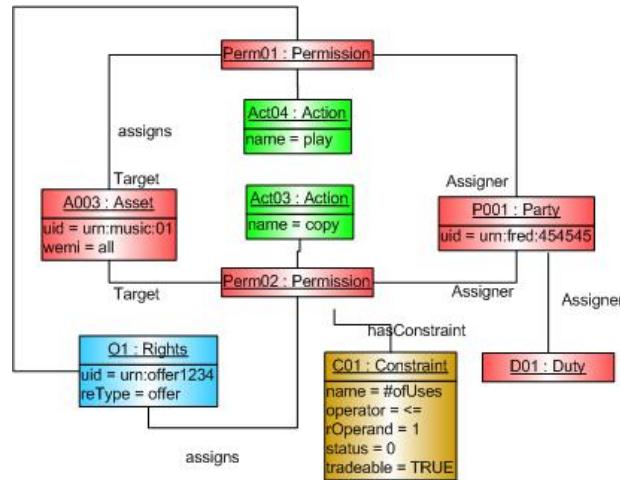 Perm01 : Permission
Act04 : Action
name = play
assigns
Target
Assigner
A003 : Asset
uid = urn:music:01
wemi = all
Act03 : Action
name = copy
P001 : Party
uid = urn:fred:454545
Perm02 : Permission
Target
Assigner
Assigner
hasConstraint
O1 : Rights
uid = urn:offer1234
reType = offer
C01 : Constraint
name = #ofUses
operator = <=
rOperand = 1
status = 0
tradeable = TRUE
D01 : Duty
assigns